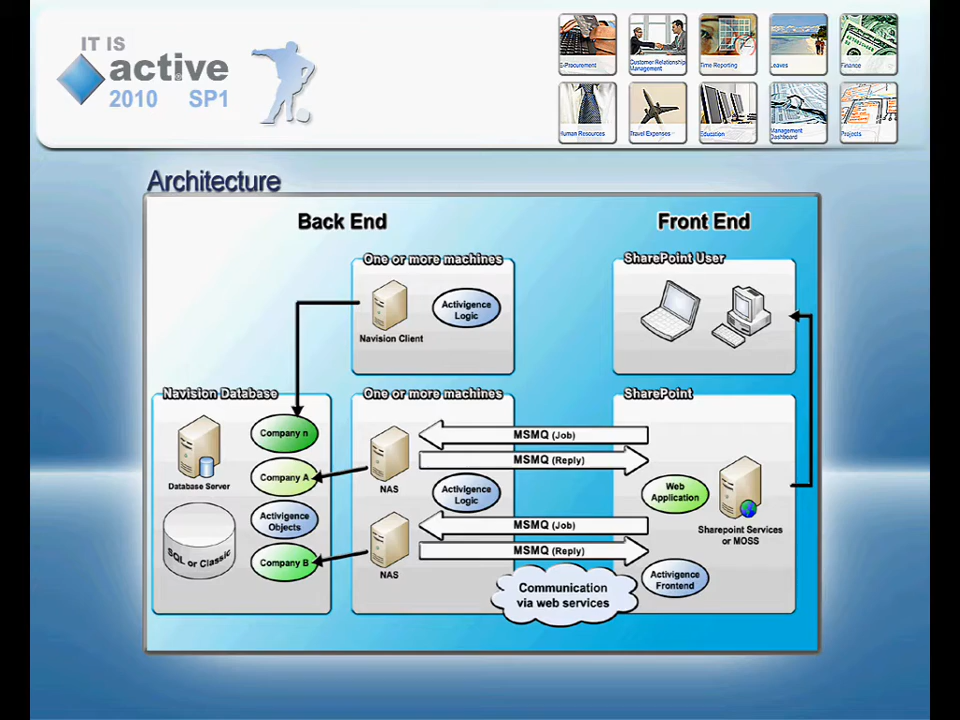 IT IS
active
2010 SP1
E-Procurement
Customer Relationship
Management
Time Reporting
Leaves
Finance
Human Resources
Travel Expenses
Education
Management
Dashboard
Projects
Architecture
Back End
Front End
One or more machines
Navision Client
Activigence
Logic
SharePoint User
Navision Database
Database Server
SQL or Classic
Company n
Company A
Activigence
Objects
Company B
One or more machines
NAS
Activigence
Logic
NAS
MSMQ (Job)
MSMQ (Reply)
MSMQ (Job)
MSMQ (Reply)
Communication
via web services
SharePoint
Web
Application
Sharepoint Services
or MOSS
Activigence
Frontend